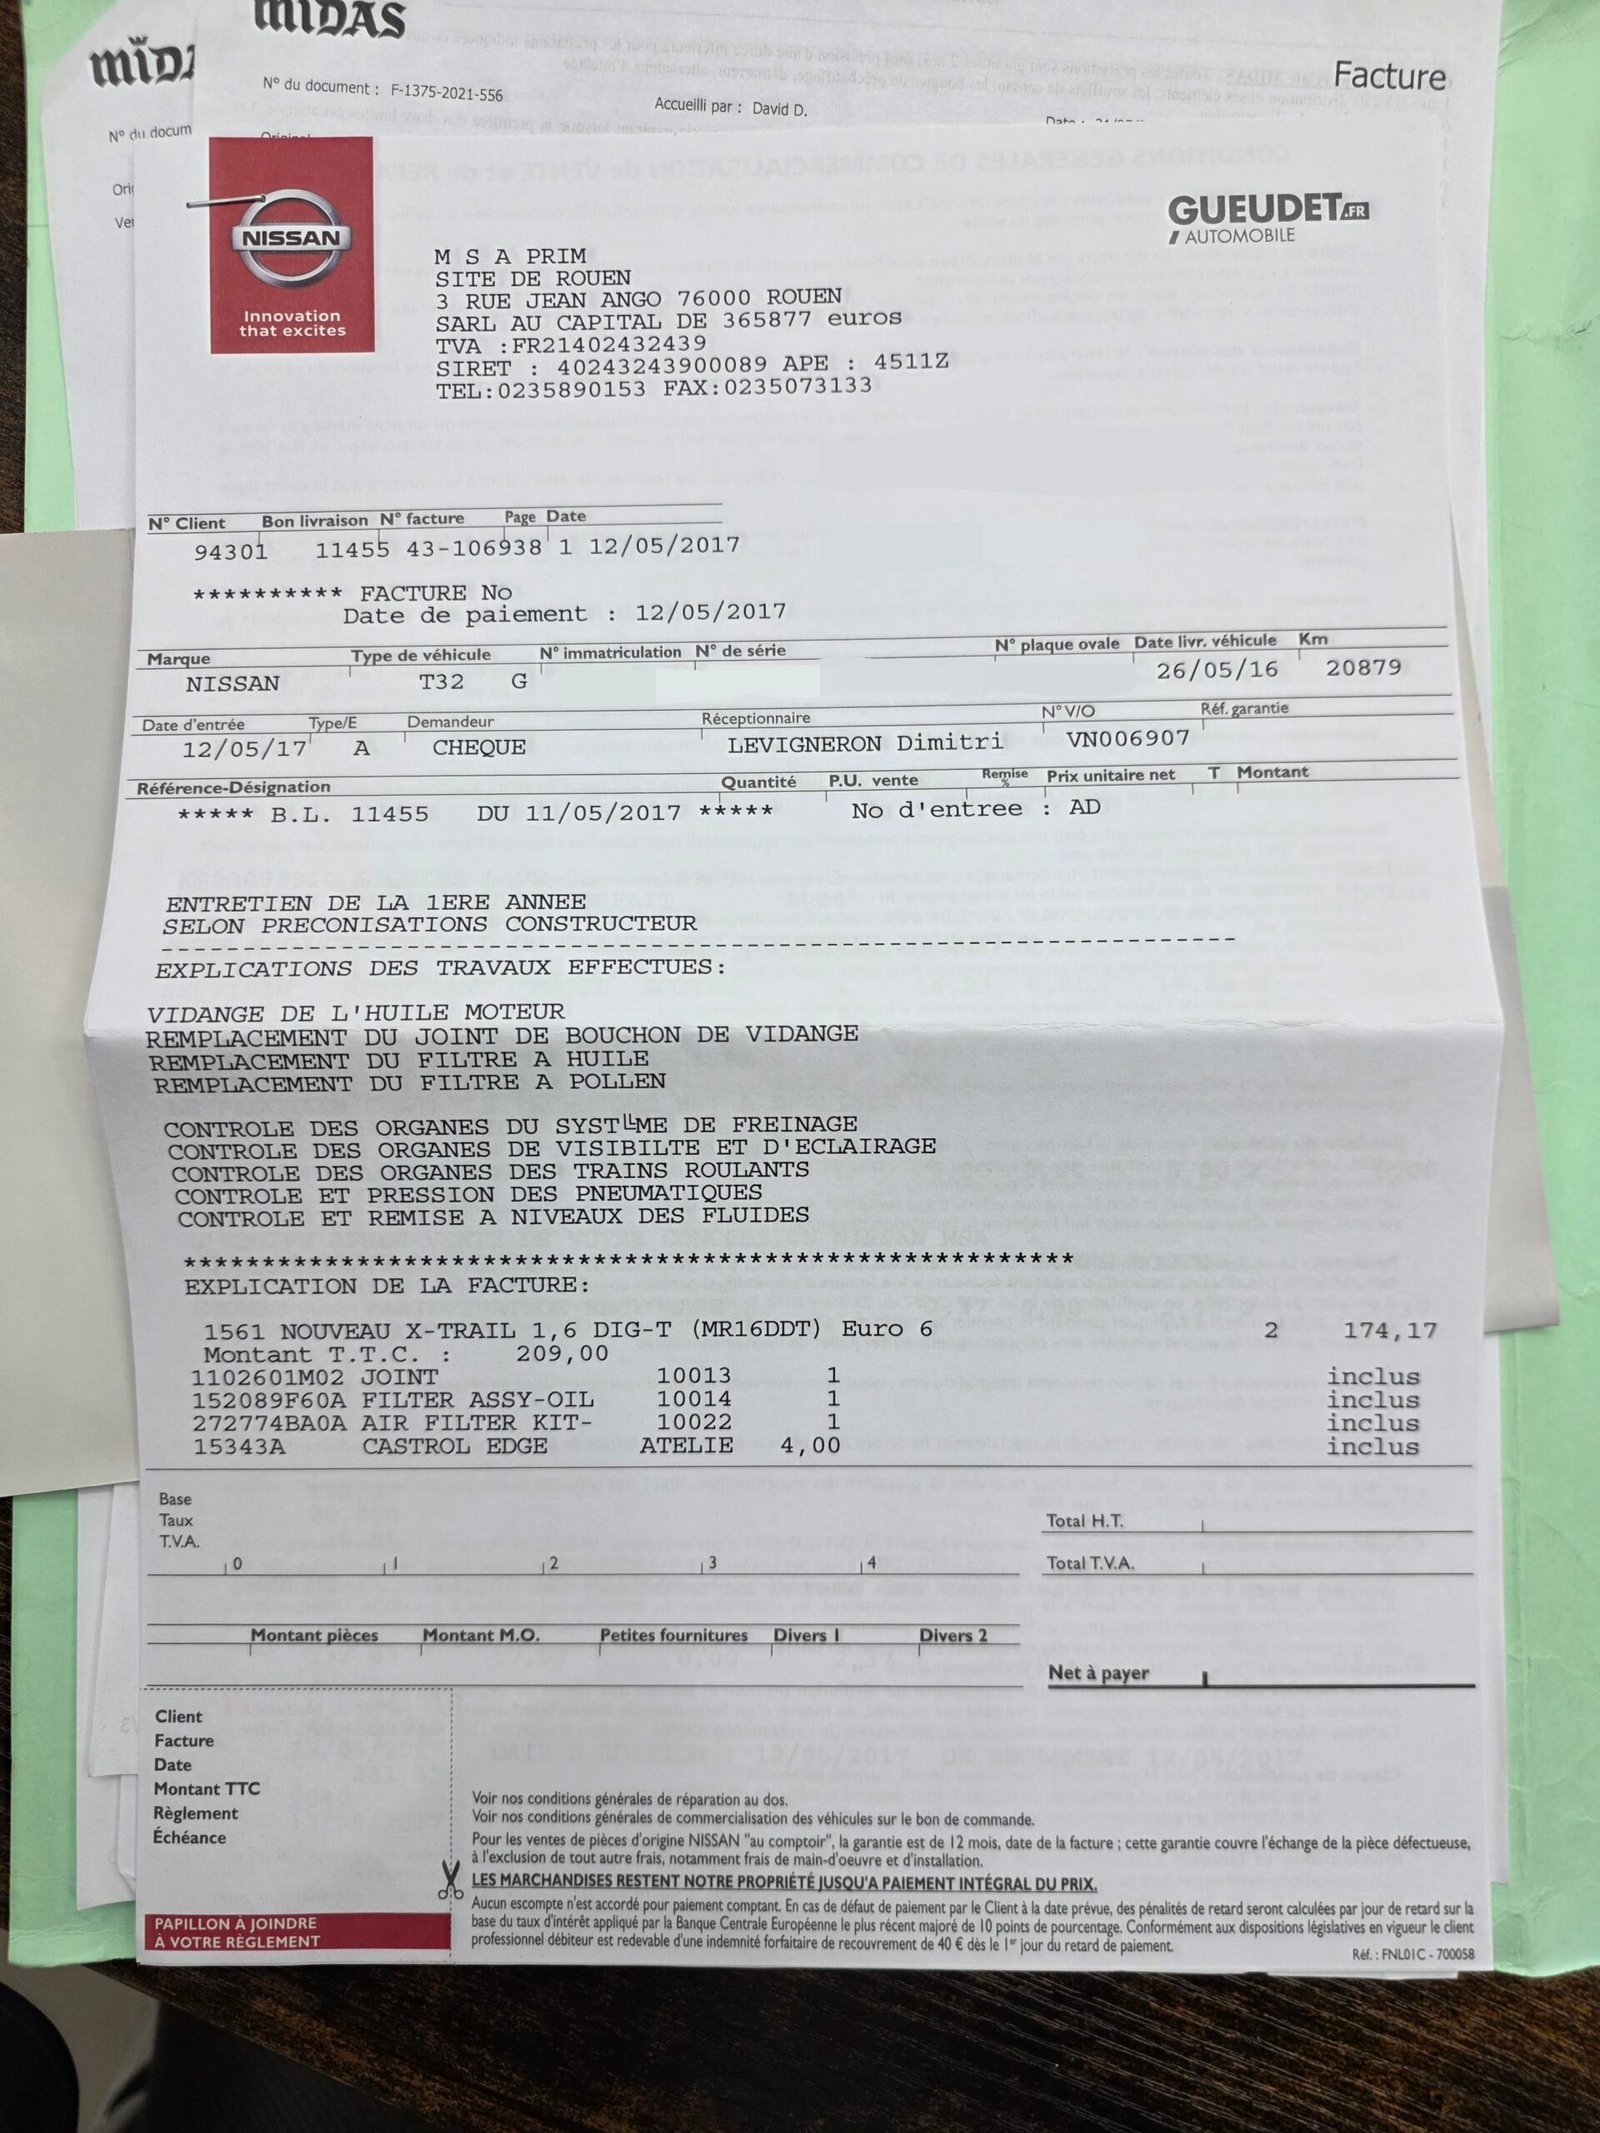 MIDAS
MIDA
N° du document : F-1375-2021-556
Accueilli par : David D.
Facture
N° du docum
NISSAN
Innovation
that excites
GUEUDET.FR
AUTOMOBILE
M S A PRIM
SITE DE ROUEN
3 RUE JEAN ANGO 76000 ROUEN
SARL AU CAPITAL DE 365877 euros
TVA :FR21402432439
SIRET : 40243243900089 APE : 4511Z
TEL:0235890153 FAX:0235073133
N° Client Bon livraison N° facture Page Date
94301 11455 43-106938 1 12/05/2017
********** FACTURE No
Date de paiement : 12/05/2017
Marque Type de véhicule N° immatriculation N° de série N° plaque ovale Date livr. véhicule Km
NISSAN T32 G 26/05/16 20879
Date d'entrée Type/E Demandeur Réceptionnaire N° V/O Réf. garantie
12/05/17 A CHEQUE LEVIGNERON Dimitri VN006907
Référence-Désignation Quantité P.U. vente Remise % Prix unitaire net T Montant
***** B.L. 11455 DU 11/05/2017 ***** No d'entree : AD
ENTRETIEN DE LA 1ERE ANNEE
SELON PRECONISATIONS CONSTRUCTEUR
EXPLICATIONS DES TRAVAUX EFFECTUES:
VIDANGE DE L'HUILE MOTEUR
REMPLACEMENT DU JOINT DE BOUCHON DE VIDANGE
REMPLACEMENT DU FILTRE A HUILE
REMPLACEMENT DU FILTRE A POLLEN
CONTROLE DES ORGANES DU SYST╙ME DE FREINAGE
CONTROLE DES ORGANES DE VISIBILTE ET D'ECLAIRAGE
CONTROLE DES ORGANES DES TRAINS ROULANTS
CONTROLE ET PRESSION DES PNEUMATIQUES
CONTROLE ET REMISE A NIVEAUX DES FLUIDES
*********************************************************
EXPLICATION DE LA FACTURE:
1561 NOUVEAU X-TRAIL 1,6 DIG-T (MR16DDT) Euro 6 2 174,17
Montant T.T.C. : 209,00
1102601M02 JOINT 10013 1 inclus
152089F60A FILTER ASSY-OIL 10014 1 inclus
272774BA0A AIR FILTER KIT- 10022 1 inclus
15343A CASTROL EDGE ATELIE 4,00 inclus
Base
Taux
T.V.A.
0 1 2 3 4
Total H.T.
Total T.V.A.
Montant pièces Montant M.O. Petites fournitures Divers 1 Divers 2
Net à payer
Client
Facture
Date
Montant TTC
Règlement
Échéance
PAPILLON À JOINDRE
À VOTRE RÈGLEMENT
Voir nos conditions générales de réparation au dos.
Voir nos conditions générales de commercialisation des véhicules sur le bon de commande.
Pour les ventes de pièces d'origine NISSAN "au comptoir", la garantie est de 12 mois, date de la facture ; cette garantie couvre l'échange de la pièce défectueuse,
à l'exclusion de tout autre frais, notamment frais de main-d'oeuvre et d'installation.
LES MARCHANDISES RESTENT NOTRE PROPRIÉTÉ JUSQU'A PAIEMENT INTÉGRAL DU PRIX.
Aucun escompte n'est accordé pour paiement comptant. En cas de défaut de paiement par le Client à la date prévue, des pénalités de retard seront calculées par jour de retard sur la
base du taux d'intérêt appliqué par la Banque Centrale Européenne le plus récent majoré de 10 points de pourcentage. Conformément aux dispositions législatives en vigueur le client
professionnel débiteur est redevable d'une indemnité forfaitaire de recouvrement de 40 € dès le 1er jour du retard de paiement.
Réf. : FNL01C - 700058